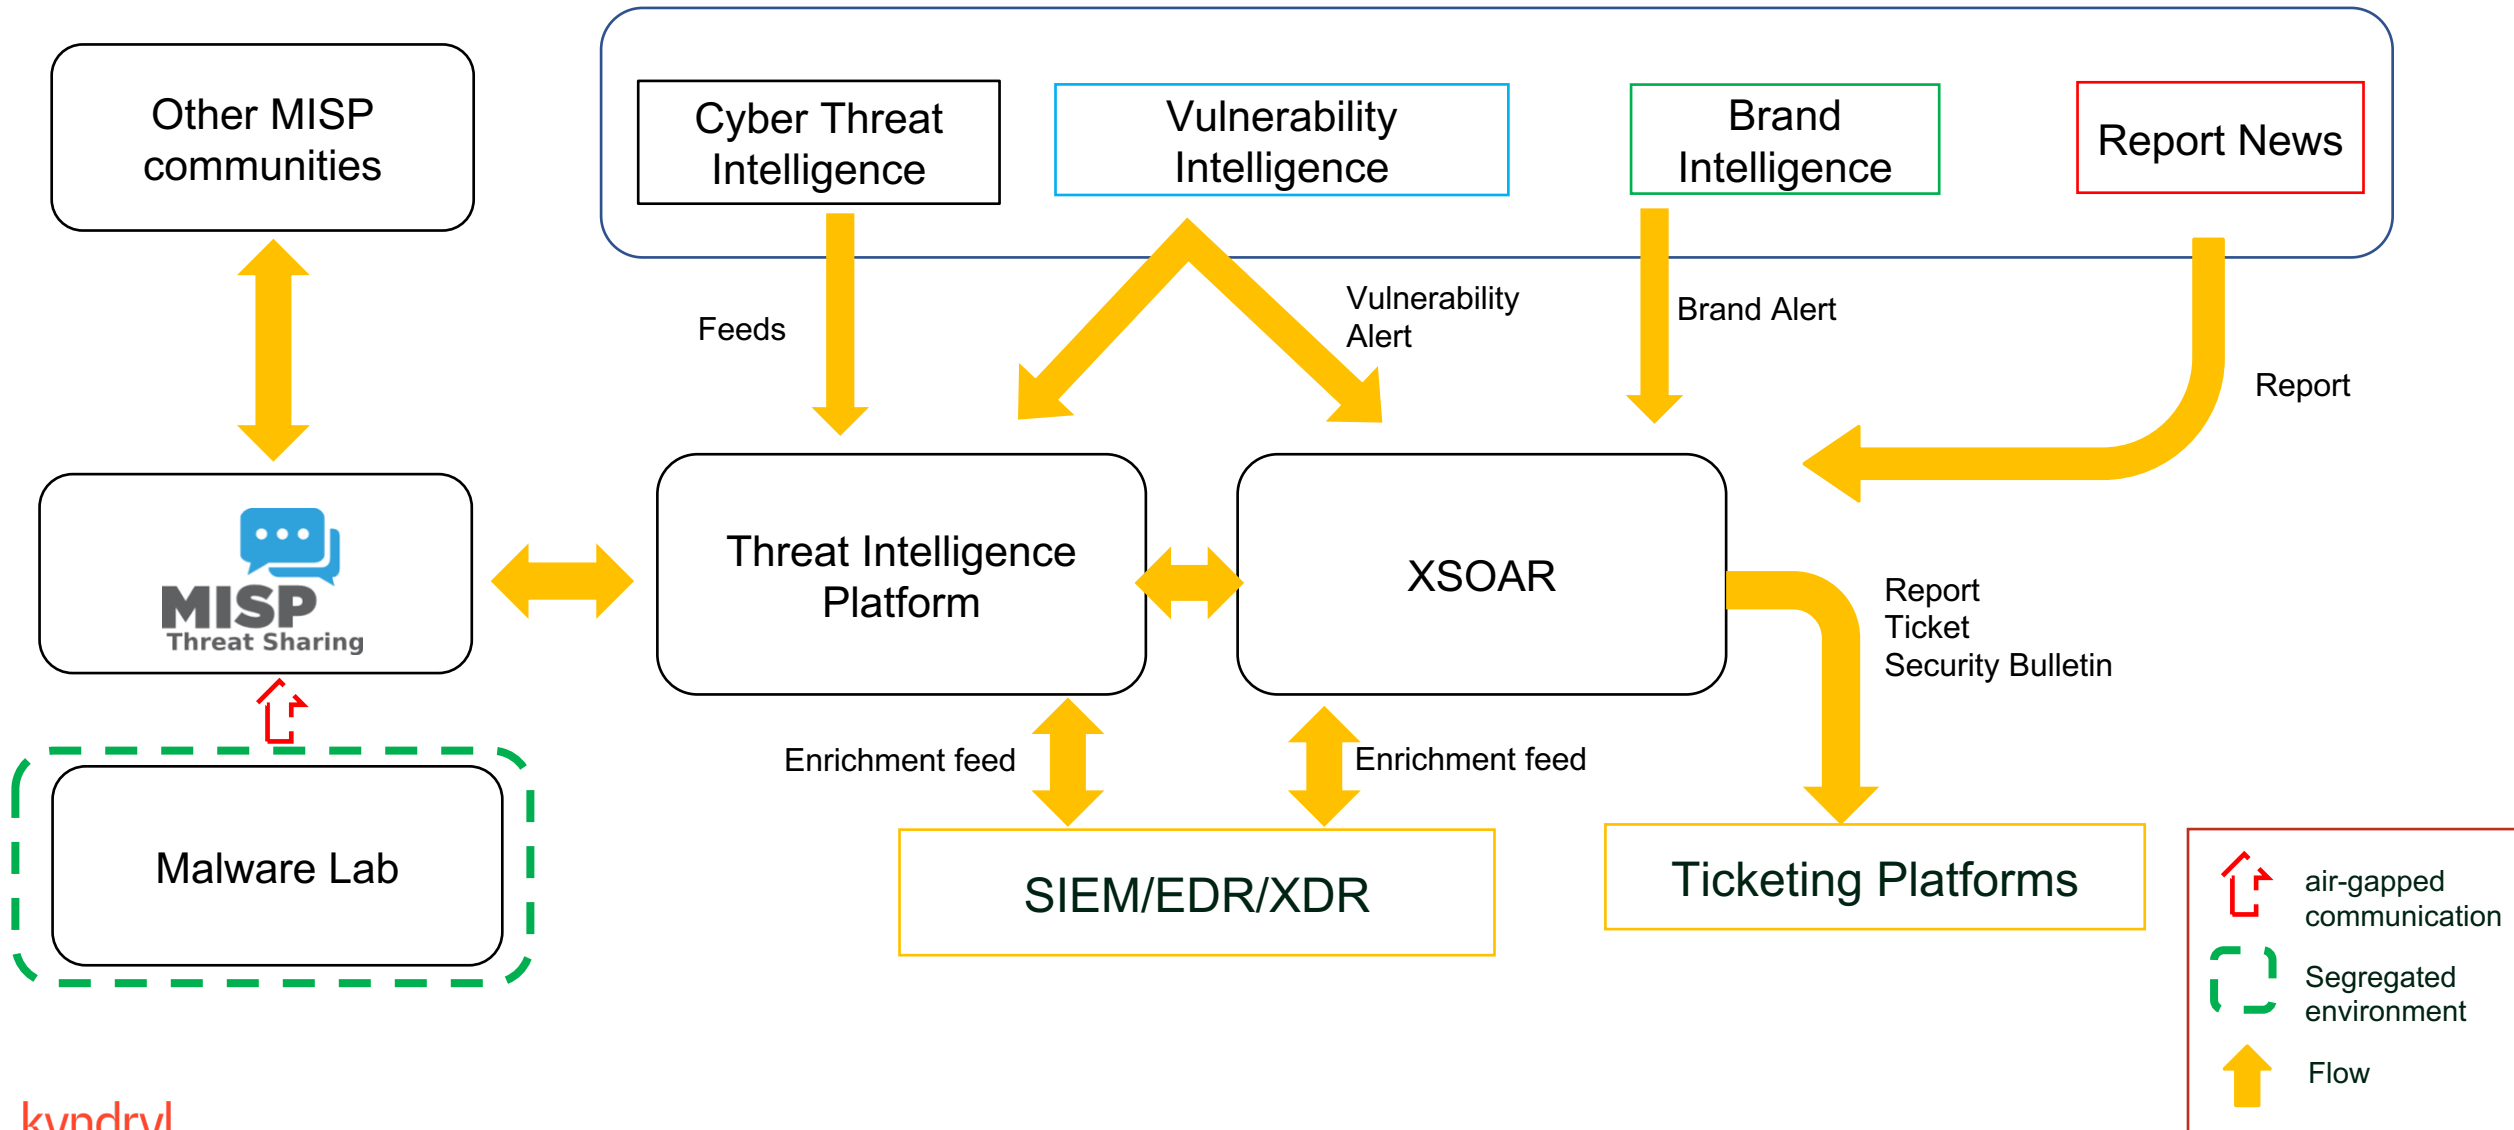 Other MISP
communities
Cyber Threat
Intelligence
Vulnerability
Intelligence
Brand
Intelligence
Report News
Feeds
Vulnerability
Alert
Brand Alert
Report
MISP
Threat Sharing
Threat Intelligence
Platform
XSOAR
Report
Ticket
Security Bulletin
Enrichment feed
Enrichment feed
Malware Lab
SIEM/EDR/XDR
Ticketing Platforms
air-gapped
communication
Segregated
environment
Flow
kyndryl